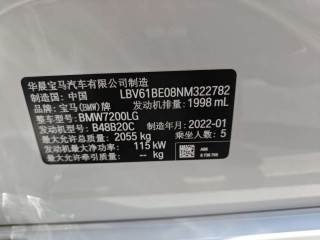 华晨宝马汽车有限公司制造
制造国: 中国 LBV61BE08NM322782
品牌: 宝马(BMW)牌 发动机排量: 1998 mL
整车型号: BMW7200LG
发动机型号: B48B20C 制造年月: 2022-01
最大允许总质量: 2055 kg 乘坐人数: 5
发动机最大净功率: 115 kW
最大允许牵引质量: -- kg